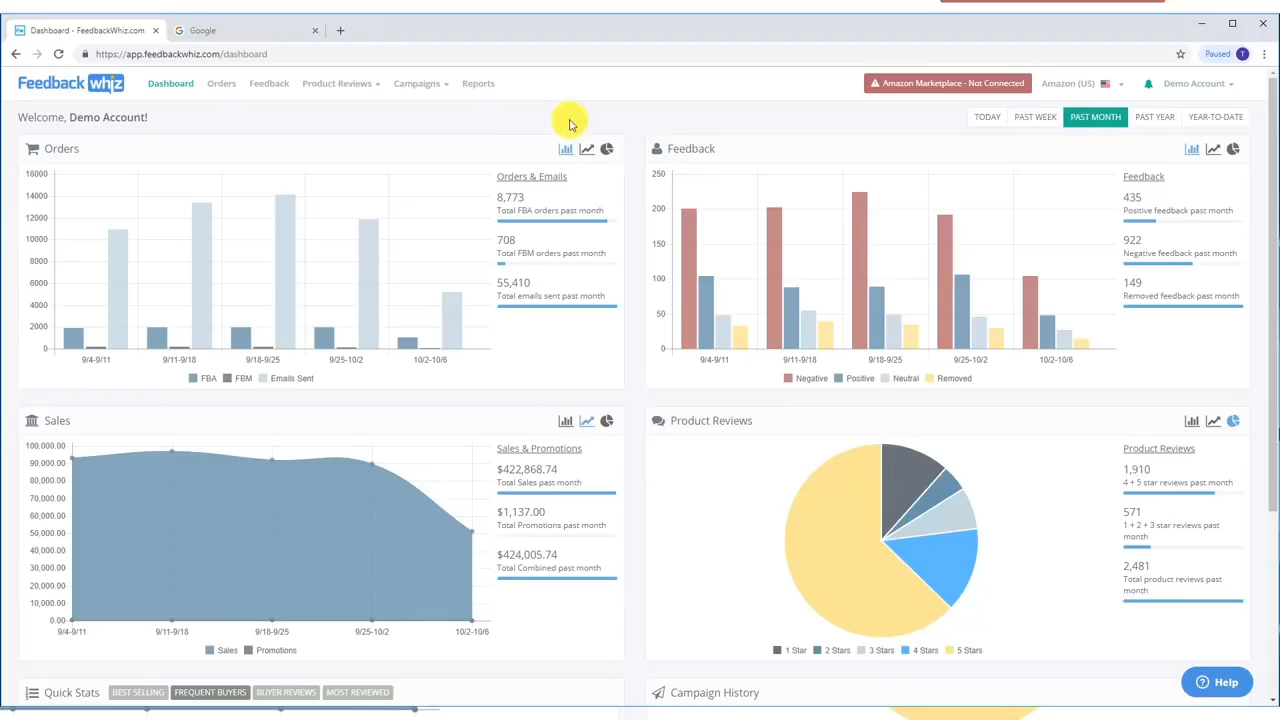 Dashboard - FeedbackWhiz.com
Google
https://app.feedbackwhiz.com/dashboard
Paused T
Feedback whiz Dashboard Orders Feedback Product Reviews Campaigns Reports Amazon Marketplace - Not Connected Amazon (US) Demo Account
Welcome, Demo Account!
TODAY PAST WEEK PAST MONTH PAST YEAR YEAR-TO-DATE
Orders
16000
14000
12000
10000
8000
6000
4000
2000
0
9/4-9/11 9/11-9/18 9/18-9/25 9/25-10/2 10/2-10/6
FBA FBM Emails Sent
Orders & Emails
8,773
Total FBA orders past month
708
Total FBM orders past month
55,410
Total emails sent past month
Feedback
250
200
150
100
50
0
9/4-9/11 9/11-9/18 9/18-9/25 9/25-10/2 10/2-10/6
Negative Positive Neutral Removed
Feedback
435
Positive feedback past month
922
Negative feedback past month
149
Removed feedback past month
Sales
100,000.00
90,000.00
80,000.00
70,000.00
60,000.00
50,000.00
40,000.00
30,000.00
20,000.00
10,000.00
0.00
9/4-9/11 9/11-9/18 9/18-9/25 9/25-10/2 10/2-10/6
Sales Promotions
Sales & Promotions
$422,868.74
Total Sales past month
$1,137.00
Total Promotions past month
$424,005.74
Total Combined past month
Product Reviews
1 Star 2 Stars 3 Stars 4 Stars 5 Stars
Product Reviews
1,910
4 + 5 star reviews past month
571
1 + 2 + 3 star reviews past
month
2,481
Total product reviews past
month
Quick Stats BEST SELLING FREQUENT BUYERS BUYER REVIEWS MOST REVIEWED
Campaign History
Help